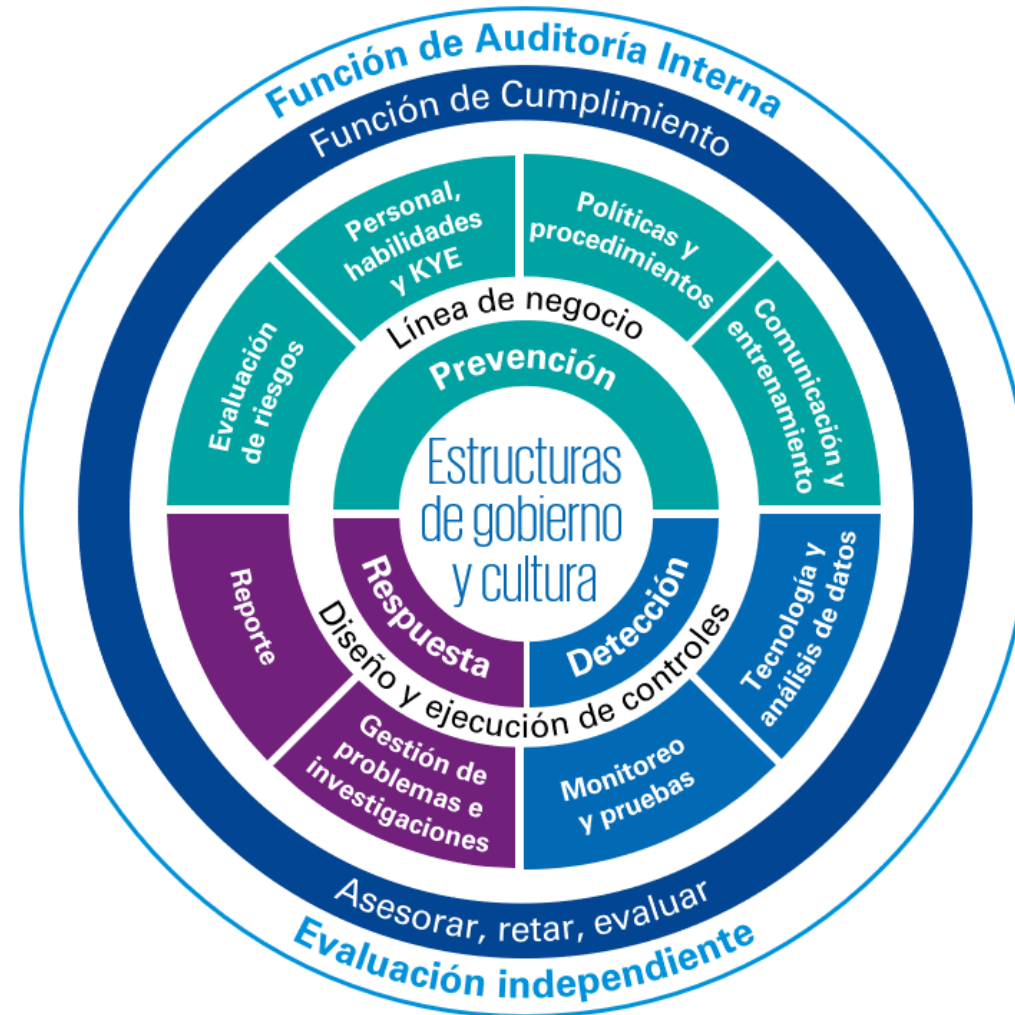 Función de Auditoría Interna
Función de Cumplimiento
Personal,
habilidades
y KYE
Políticas y
procedimientos
Evaluación
de riesgos
Comunicación y
entrenamiento
Línea de negocio
Prevención
Estructuras
de gobierno
y cultura
Respuesta
Detección
Diseño y ejecución de controles
Reporte
Gestión de
problemas e
investigaciones
Monitoreo
y pruebas
Tecnología y
análisis de datos
Asesorar, retar, evaluar
Evaluación independiente